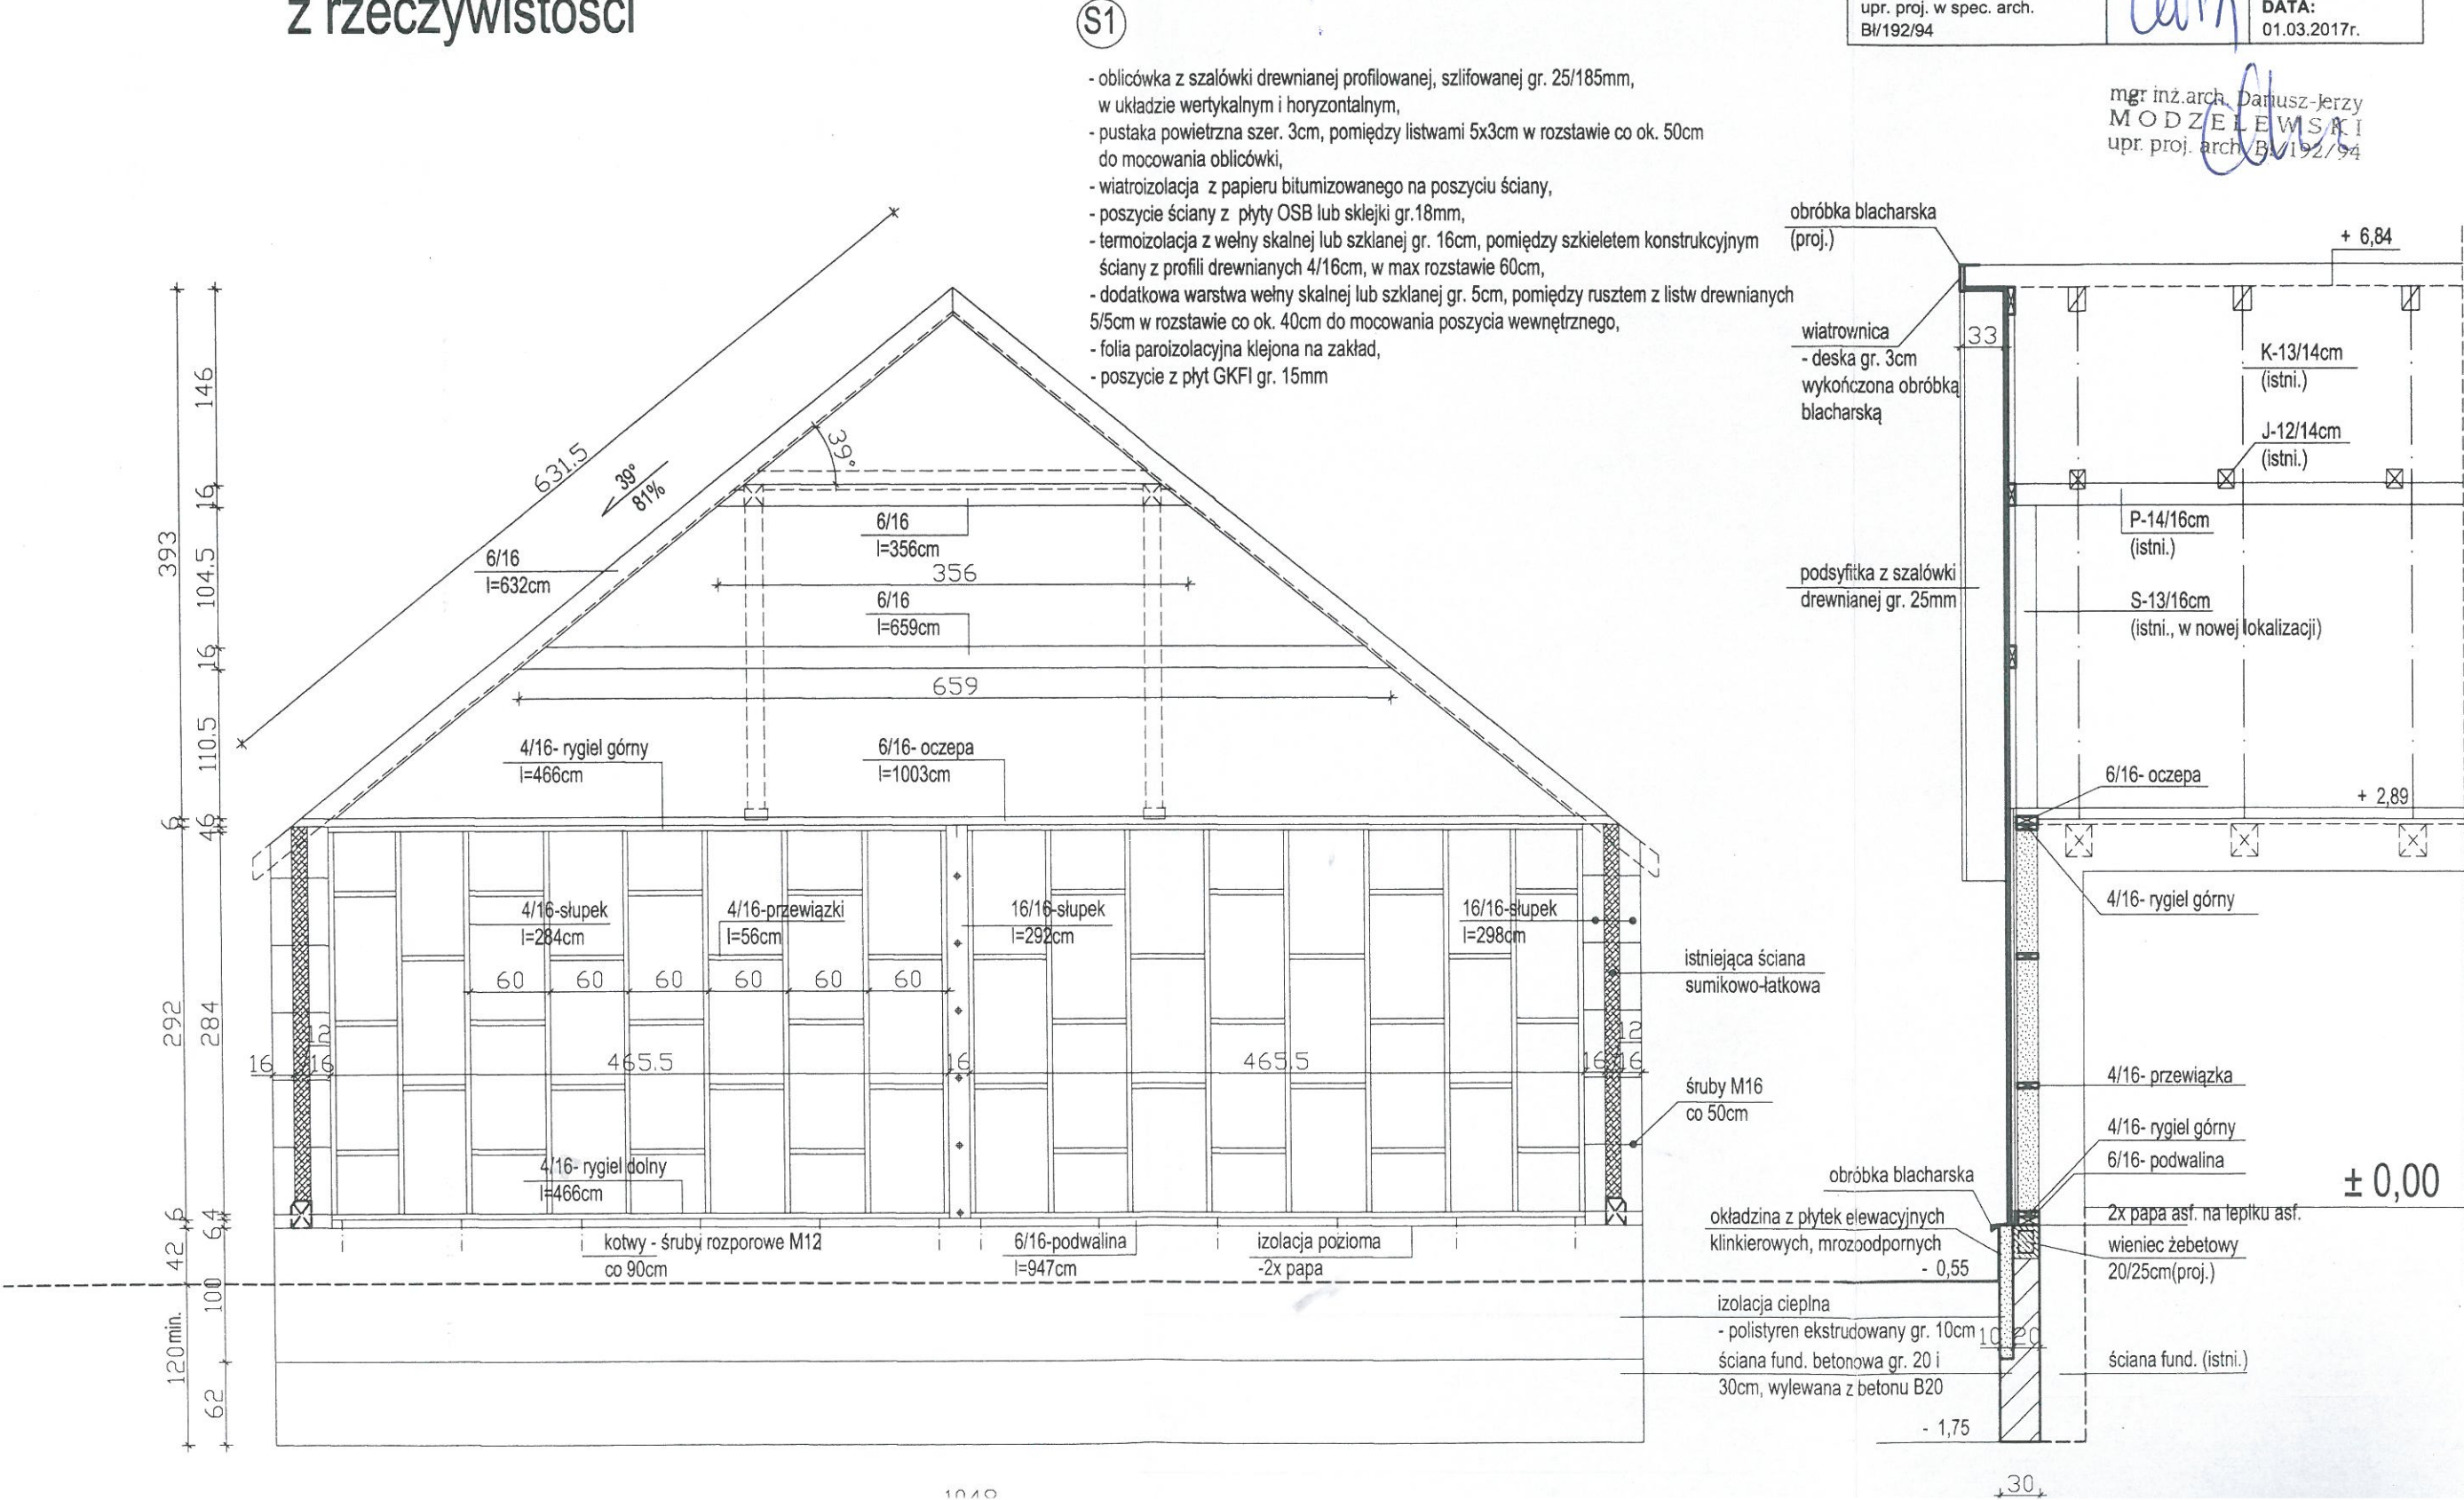 z rzeczywistości
S1
upr. proj. w spec. arch.
Bł/192/94
DATA:
01.03.2017r.
mgr inż.arch. Dariusz-Jerzy
MODZELEWSKI
upr. proj. arch. Bł/192/94
- oblicówka z szalówki drewnianej profilowanej, szlifowanej gr. 25/185mm,
w układzie wertykalnym i horyzontalnym,
- pustaka powietrzna szer. 3cm, pomiędzy listwami 5x3cm w rozstawie co ok. 50cm
do mocowania oblicówki,
- wiatroizolacja z papieru bitumizowanego na poszyciu ściany,
- poszycie ściany z płyty OSB lub sklejki gr.18mm,
- termoizolacja z wełny skalnej lub szklanej gr. 16cm, pomiędzy szkieletem konstrukcyjnym
ściany z profili drewnianych 4/16cm, w max rozstawie 60cm,
- dodatkowa warstwa wełny skalnej lub szklanej gr. 5cm, pomiędzy rusztem z listw drewnianych
5/5cm w rozstawie co ok. 40cm do mocowania poszycia wewnętrznego,
- folia paroizolacyjna klejona na zakład,
- poszycie z płyt GKFI gr. 15mm
146
16
104.5
16
110.5
393
6
46
292
284
6
64
42
100
120min.
62
631.5
39°
81%
39°
6/16
l=632cm
6/16
l=356cm
356
6/16
l=659cm
659
4/16- rygiel górny
l=466cm
6/16- oczepa
l=1003cm
4/16-słupek
l=284cm
4/16-przewiązki
l=56cm
16/16-słupek
l=292cm
16/16-słupek
l=298cm
60 60 60 60 60 60
12
16 16 465.5 16 465.5 16 16
12
4/16- rygiel dolny
l=466cm
kotwy - śruby rozporowe M12
co 90cm
6/16-podwalina
l=947cm
izolacja pozioma
-2x papa
istniejąca ściana
sumikowo-łatkowa
śruby M16
co 50cm
obróbka blacharska
(proj.)
+ 6,84
33
wiatrownica
- deska gr. 3cm
wykończona obróbką
blacharską
K-13/14cm
(istni.)
J-12/14cm
(istni.)
P-14/16cm
(istni.)
podsyfitka z szalówki
drewnianej gr. 25mm
S-13/16cm
(istni., w nowej lokalizacji)
6/16- oczepa
+ 2,89
4/16- rygiel górny
4/16- przewiązka
4/16- rygiel górny
6/16- podwalina
± 0,00
obróbka blacharska
2x papa asf. na lepiku asf.
okładzina z płytek elewacyjnych
klinkierowych, mrozoodpornych
- 0,55
wieniec żebetowy
20/25cm(proj.)
izolacja cieplna
- polistyren ekstrudowany gr. 10cm
10 20
ściana fund. betonowa gr. 20 i
30cm, wylewana z betonu B20
ściana fund. (istni.)
- 1,75
30